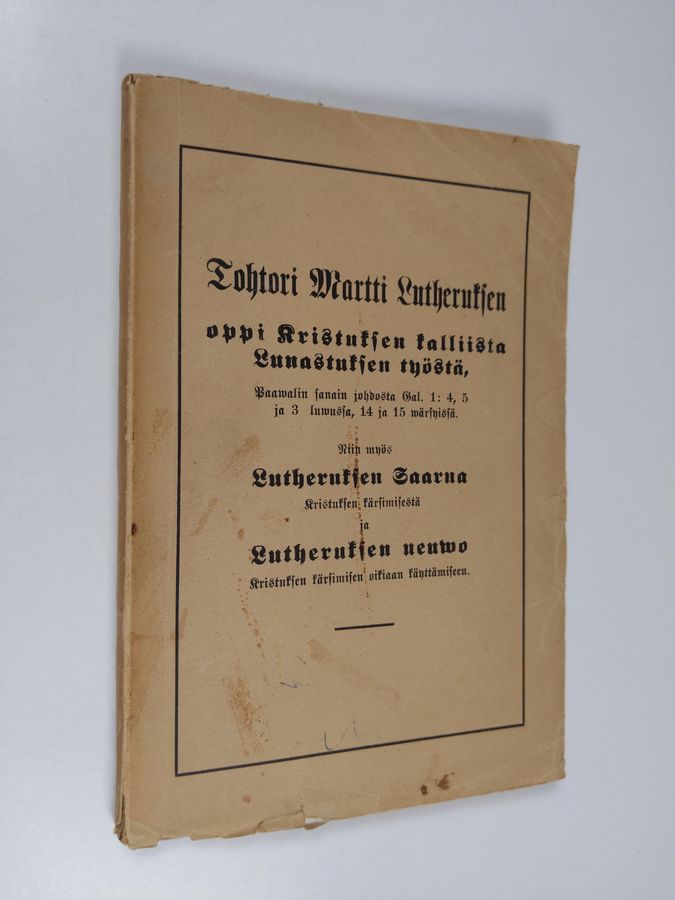 Tohtori Martti Lutheruksen
oppi Kristuksen kalliista
Lunastuksen työstä,
Paawalin sanain johdosta Gal. 1: 4, 5
ja 3 luwussa, 14 ja 15 wärsyissä.
Niin myös
Lutheruksen Saarna
Kristuksen kärsimisestä
ja
Lutheruksen neuwo
Kristuksen kärsimisen oikiaan käyttämiseen.